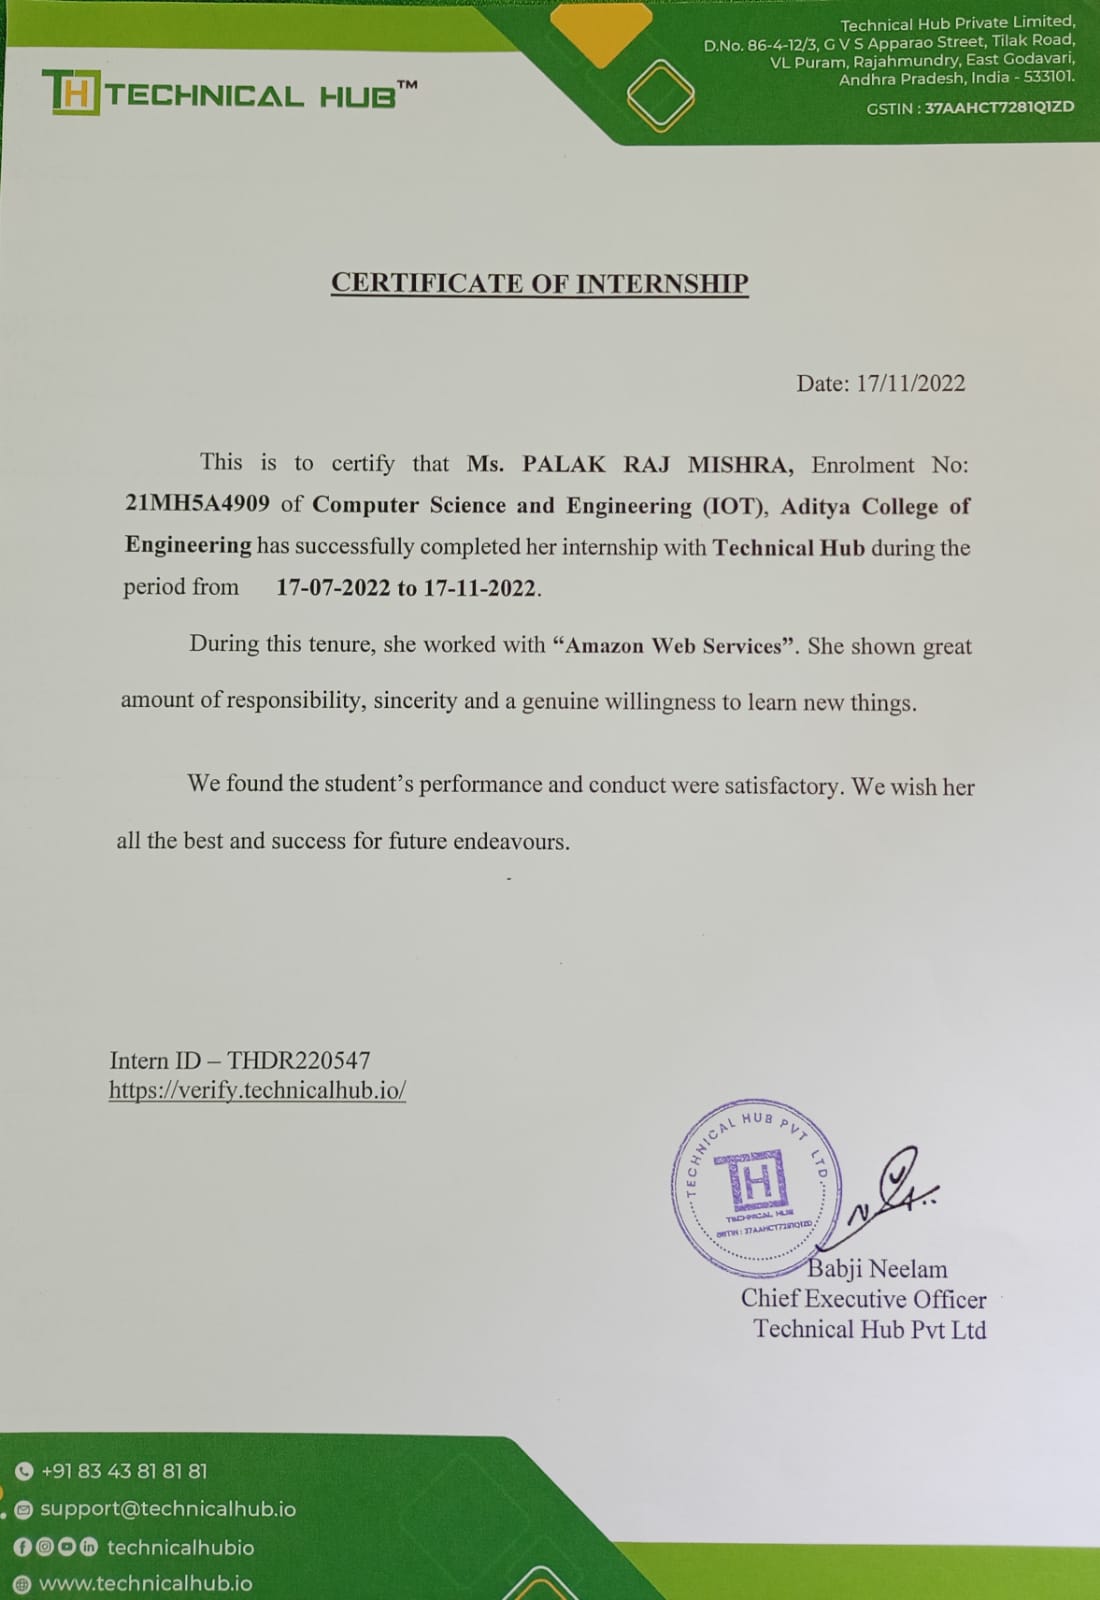 TH TECHNICAL HUB™
Technical Hub Private Limited,
D.No. 86-4-12/3, G V S Apparao Street, Tilak Road,
VL Puram, Rajahmundry, East Godavari,
Andhra Pradesh, India - 533101.
GSTIN : 37AAHCT7281Q1ZD
CERTIFICATE OF INTERNSHIP
Date: 17/11/2022
This is to certify that Ms. PALAK RAJ MISHRA, Enrolment No:
21MH5A4909 of Computer Science and Engineering (IOT), Aditya College of
Engineering has successfully completed her internship with Technical Hub during the
period from 17-07-2022 to 17-11-2022.
During this tenure, she worked with “Amazon Web Services”. She shown great
amount of responsibility, sincerity and a genuine willingness to learn new things.
We found the student’s performance and conduct were satisfactory. We wish her
all the best and success for future endeavours.
Intern ID – THDR220547
https://verify.technicalhub.io/
TECHNICAL HUB PVT LTD.
TH
TECHNICAL HUB
GSTIN : 37AAHCT7281Q1ZD
Babji Neelam
Chief Executive Officer
Technical Hub Pvt Ltd
+91 83 43 81 81 81
support@technicalhub.io
technicalhubio
www.technicalhub.io